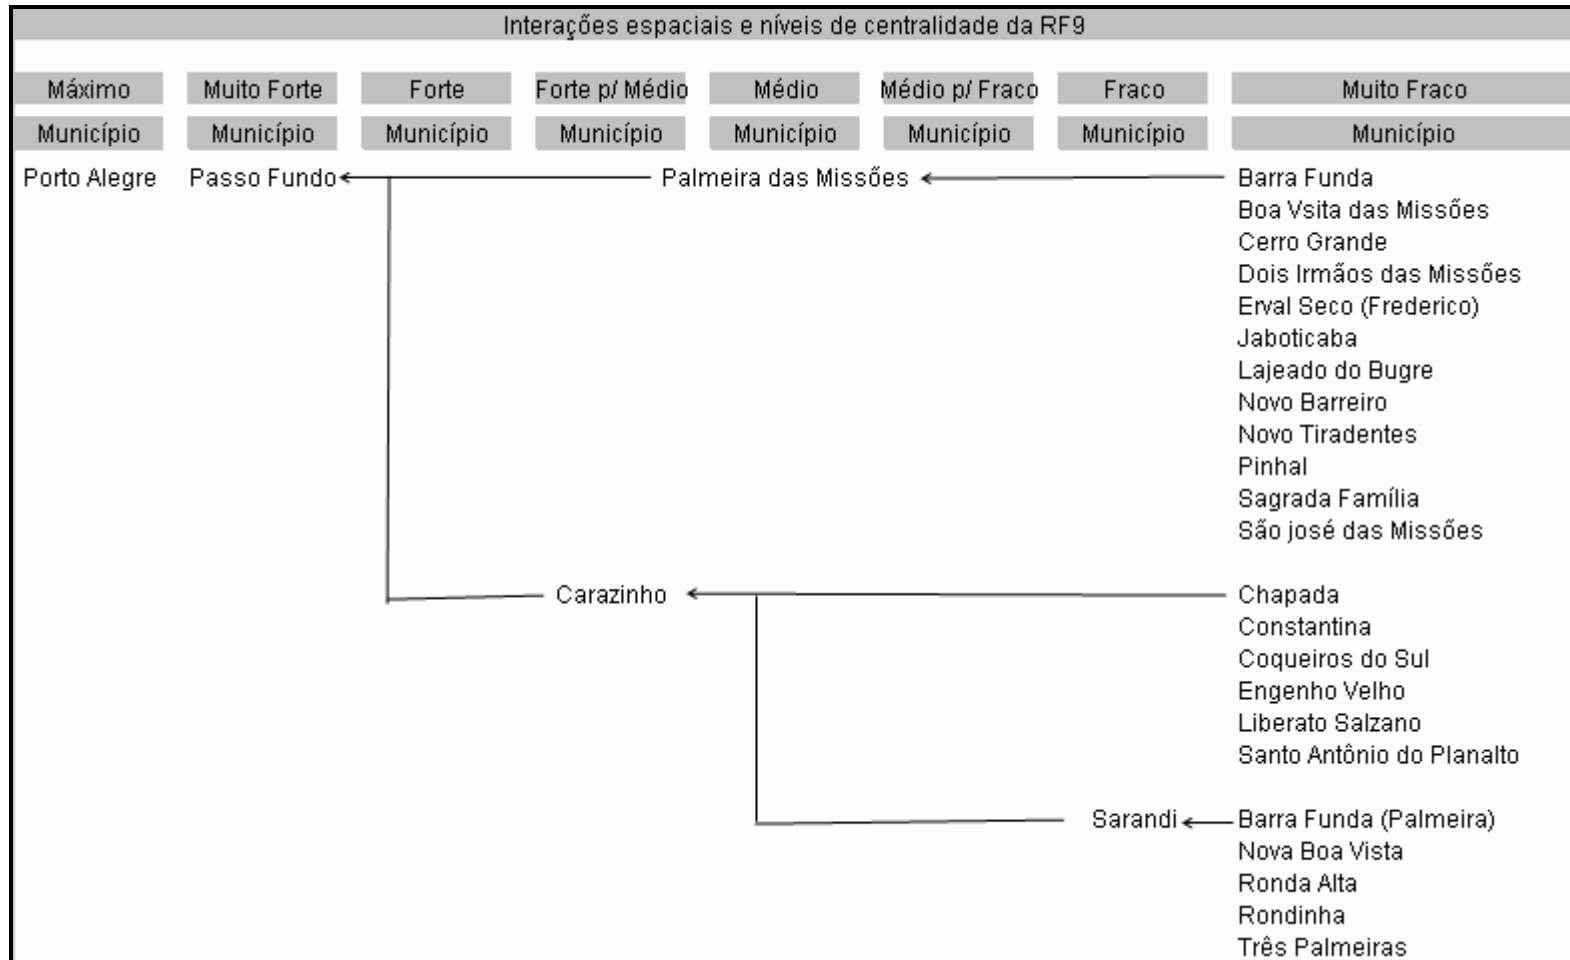 Interações espaciais e níveis de centralidade da RF9
Máximo Muito Forte Forte Forte p/ Médio Médio Médio p/ Fraco Fraco Muito Fraco
Município Município Município Município Município Município Município Município
Porto Alegre Passo Fundo Palmeira das Missões Barra Funda
Boa Vsita das Missões
Cerro Grande
Dois Irmãos das Missões
Erval Seco (Frederico)
Jaboticaba
Lajeado do Bugre
Novo Barreiro
Novo Tiradentes
Pinhal
Sagrada Família
São josé das Missões
Carazinho Chapada
Constantina
Coqueiros do Sul
Engenho Velho
Liberato Salzano
Santo Antônio do Planalto
Sarandi Barra Funda (Palmeira)
Nova Boa Vista
Ronda Alta
Rondinha
Três Palmeiras